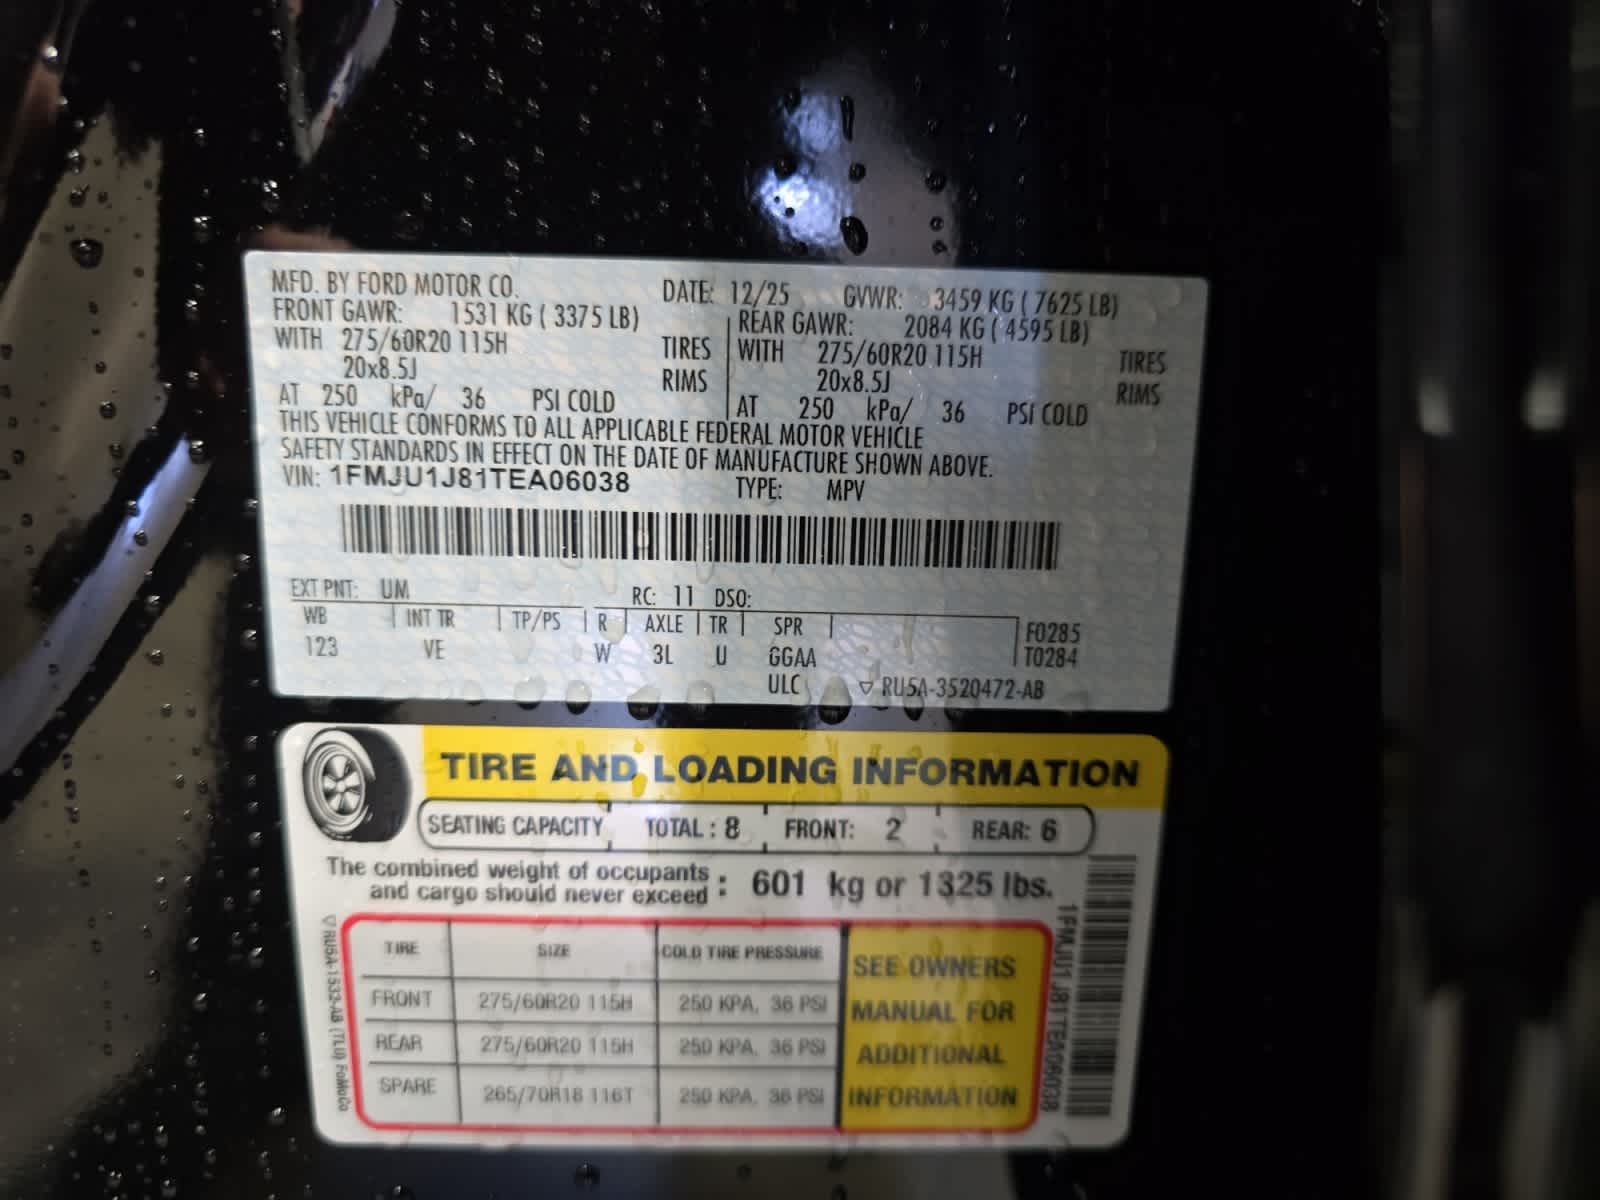 MFD. BY FORD MOTOR CO. DATE: 12/25 GVWR: 3459 KG ( 7625 LB)
FRONT GAWR: 1531 KG ( 3375 LB) REAR GAWR: 2084 KG ( 4595 LB)
WITH 275/60R20 115H TIRES WITH 275/60R20 115H TIRES
20x8.5J RIMS 20x8.5J RIMS
AT 250 kPa/ 36 PSI COLD AT 250 kPa/ 36 PSI COLD
THIS VEHICLE CONFORMS TO ALL APPLICABLE FEDERAL MOTOR VEHICLE
SAFETY STANDARDS IN EFFECT ON THE DATE OF MANUFACTURE SHOWN ABOVE.
VIN: 1FMJU1J81TEA06038 TYPE: MPV
EXT PNT: UM RC: 11 DSO:
WB INT TR TP/PS R AXLE TR SPR F0285
123 VE W 3L U GGAA T0284
ULC ▽ RU5A-3520472-AB
TIRE AND LOADING INFORMATION
SEATING CAPACITY TOTAL : 8 FRONT: 2 REAR: 6
The combined weight of occupants
and cargo should never exceed : 601 kg or 1325 lbs.
TIRE SIZE COLD TIRE PRESSURE
FRONT 275/60R20 115H 250 KPA, 36 PSI
REAR 275/60R20 115H 250 KPA, 36 PSI
SPARE 265/70R18 116T 250 KPA, 36 PSI
SEE OWNERS
MANUAL FOR
ADDITIONAL
INFORMATION
▽ RU5A-1532-AB (TLU) FoMoCo
1FMJU1J81TEA06038